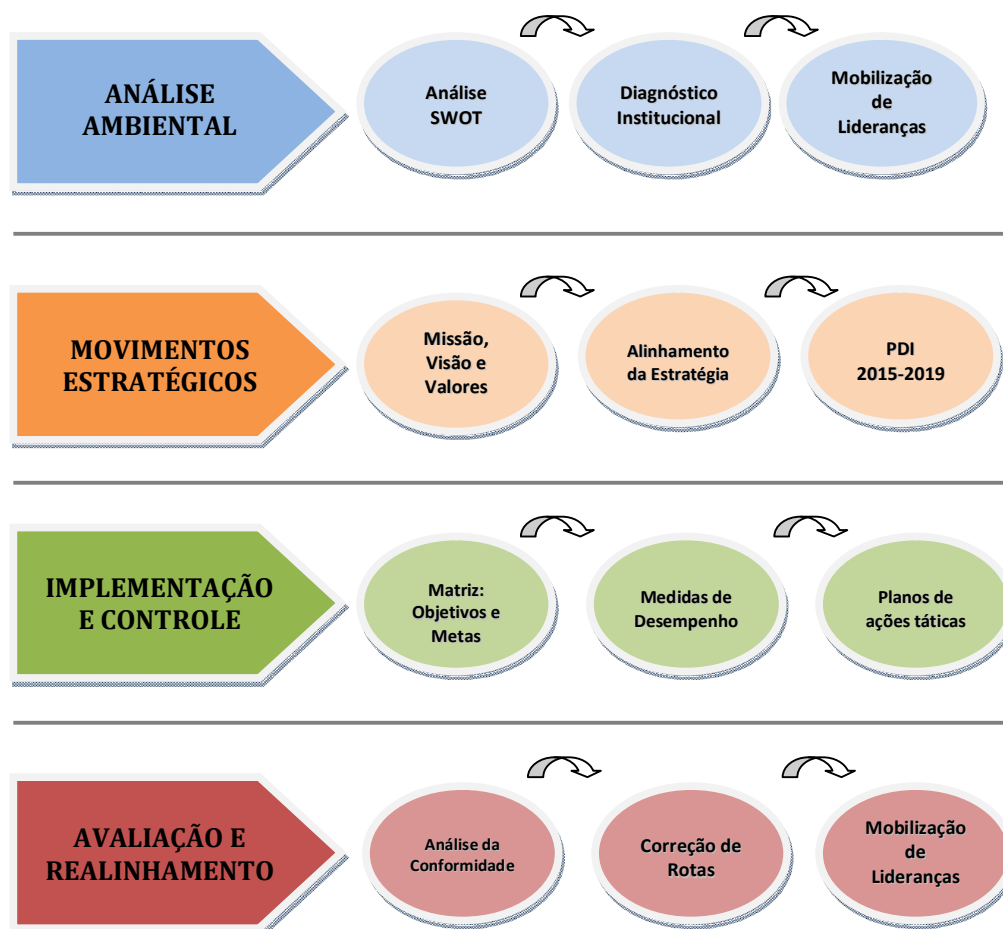 ANÁLISE
AMBIENTAL
Análise
SWOT
Diagnóstico
Institucional
Mobilização
de
Lideranças
MOVIMENTOS
ESTRATÉGICOS
Missão,
Visão e
Valores
Alinhamento
da Estratégia
PDI
2015-2019
IMPLEMENTAÇÃO
E CONTROLE
Matriz:
Objetivos e
Metas
Medidas de
Desempenho
Planos de
ações táticas
AVALIAÇÃO E
REALINHAMENTO
Análise da
Conformidade
Correção de
Rotas
Mobilização
de
Lideranças